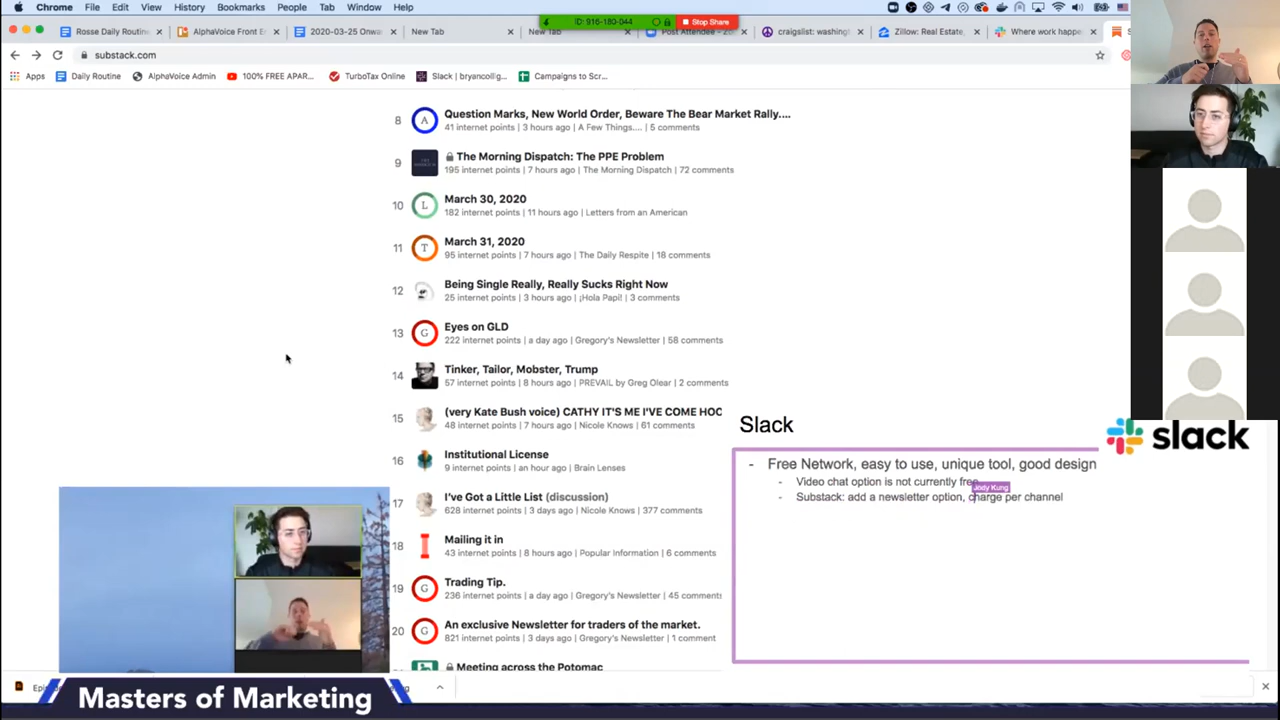 Chrome File Edit View History Bookmarks People Tab Window Help
ID: 916-180-044 Stop Share
Rosse Daily Routine
AlphaVoice Front E
2020-03-25 Onwa
New Tab
New Tab
Post Attendee - Zo
craigslist: washing
Zillow: Real Estate,
Where work happe
substack.com
Apps Daily Routine AlphaVoice Admin 100% FREE APAR... TurboTax Online Slack | bryancoll@g... Campaigns to Scr...
8 A Question Marks, New World Order, Beware The Bear Market Rally....
41 internet points | 3 hours ago | A Few Things.... | 5 comments
9 The Morning Dispatch: The PPE Problem
195 internet points | 7 hours ago | The Morning Dispatch | 72 comments
10 L March 30, 2020
182 internet points | 11 hours ago | Letters from an American
11 T March 31, 2020
95 internet points | 7 hours ago | The Daily Respite | 18 comments
12 Being Single Really, Really Sucks Right Now
25 internet points | 3 hours ago | ¡Hola Papi! | 3 comments
13 G Eyes on GLD
222 internet points | a day ago | Gregory's Newsletter | 58 comments
14 Tinker, Tailor, Mobster, Trump
57 internet points | 8 hours ago | PREVAIL by Greg Olear | 2 comments
15 (very Kate Bush voice) CATHY IT'S ME I'VE COME HOC
48 internet points | 7 hours ago | Nicole Knows | 61 comments
16 Institutional License
9 internet points | an hour ago | Brain Lenses
17 I've Got a Little List (discussion)
628 internet points | 3 days ago | Nicole Knows | 377 comments
18 Mailing it in
43 internet points | 8 hours ago | Popular Information | 6 comments
19 G Trading Tip.
236 internet points | a day ago | Gregory's Newsletter | 45 comments
20 G An exclusive Newsletter for traders of the market.
821 internet points | 3 days ago | Gregory's Newsletter | 1 comment
Meeting across the Potomac
Slack
slack
- Free Network, easy to use, unique tool, good design
- Video chat option is not currently free
Jody Kung
- Substack: add a newsletter option, charge per channel
Masters of Marketing